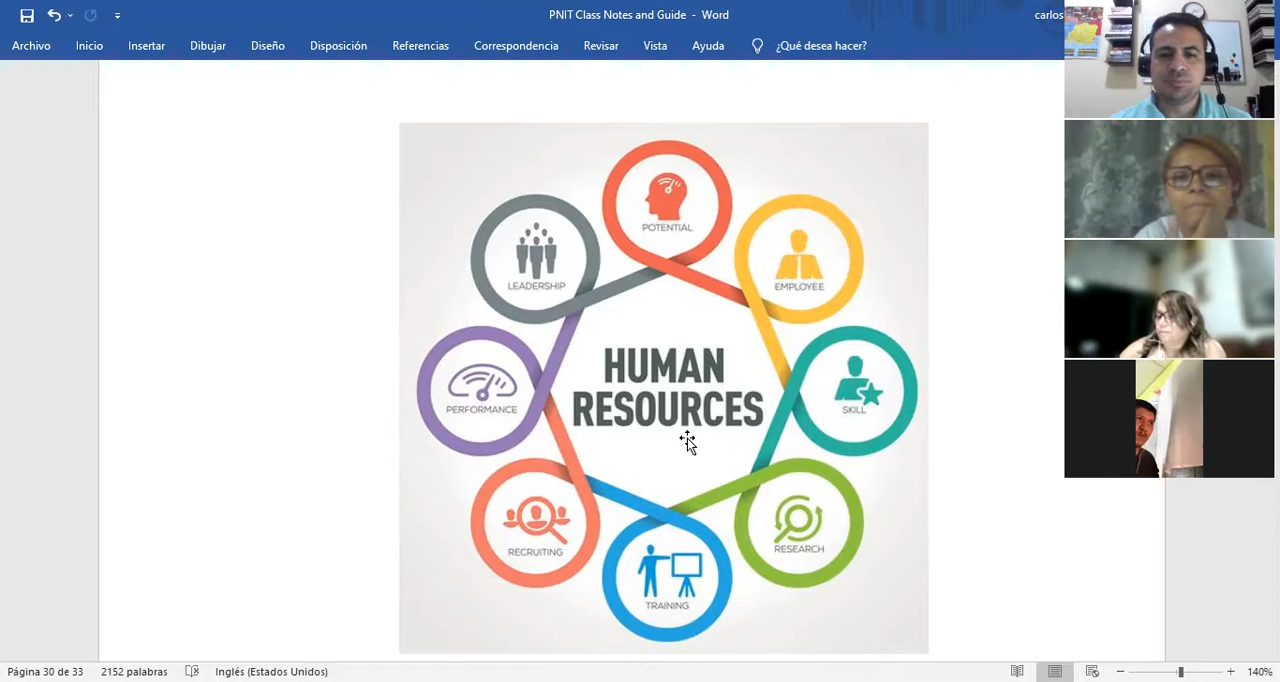 PNIT Class Notes and Guide - Word
carlos
Archivo Inicio Insertar Dibujar Diseño Disposición Referencias Correspondencia Revisar Vista Ayuda ¿Qué desea hacer?
POTENTIAL
LEADERSHIP
EMPLOYEE
HUMAN
RESOURCES
PERFORMANCE
SKILL
RECRUITING
RESEARCH
TRAINING
Página 30 de 33 2152 palabras Inglés (Estados Unidos) 140%